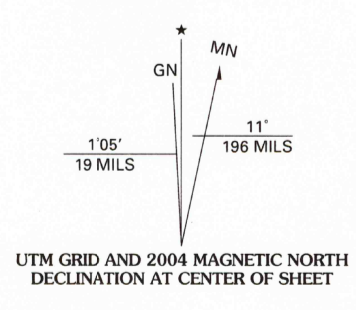 ★
MN
GN
11°
196 MILS
1°05′
19 MILS
UTM GRID AND 2004 MAGNETIC NORTH
DECLINATION AT CENTER OF SHEET